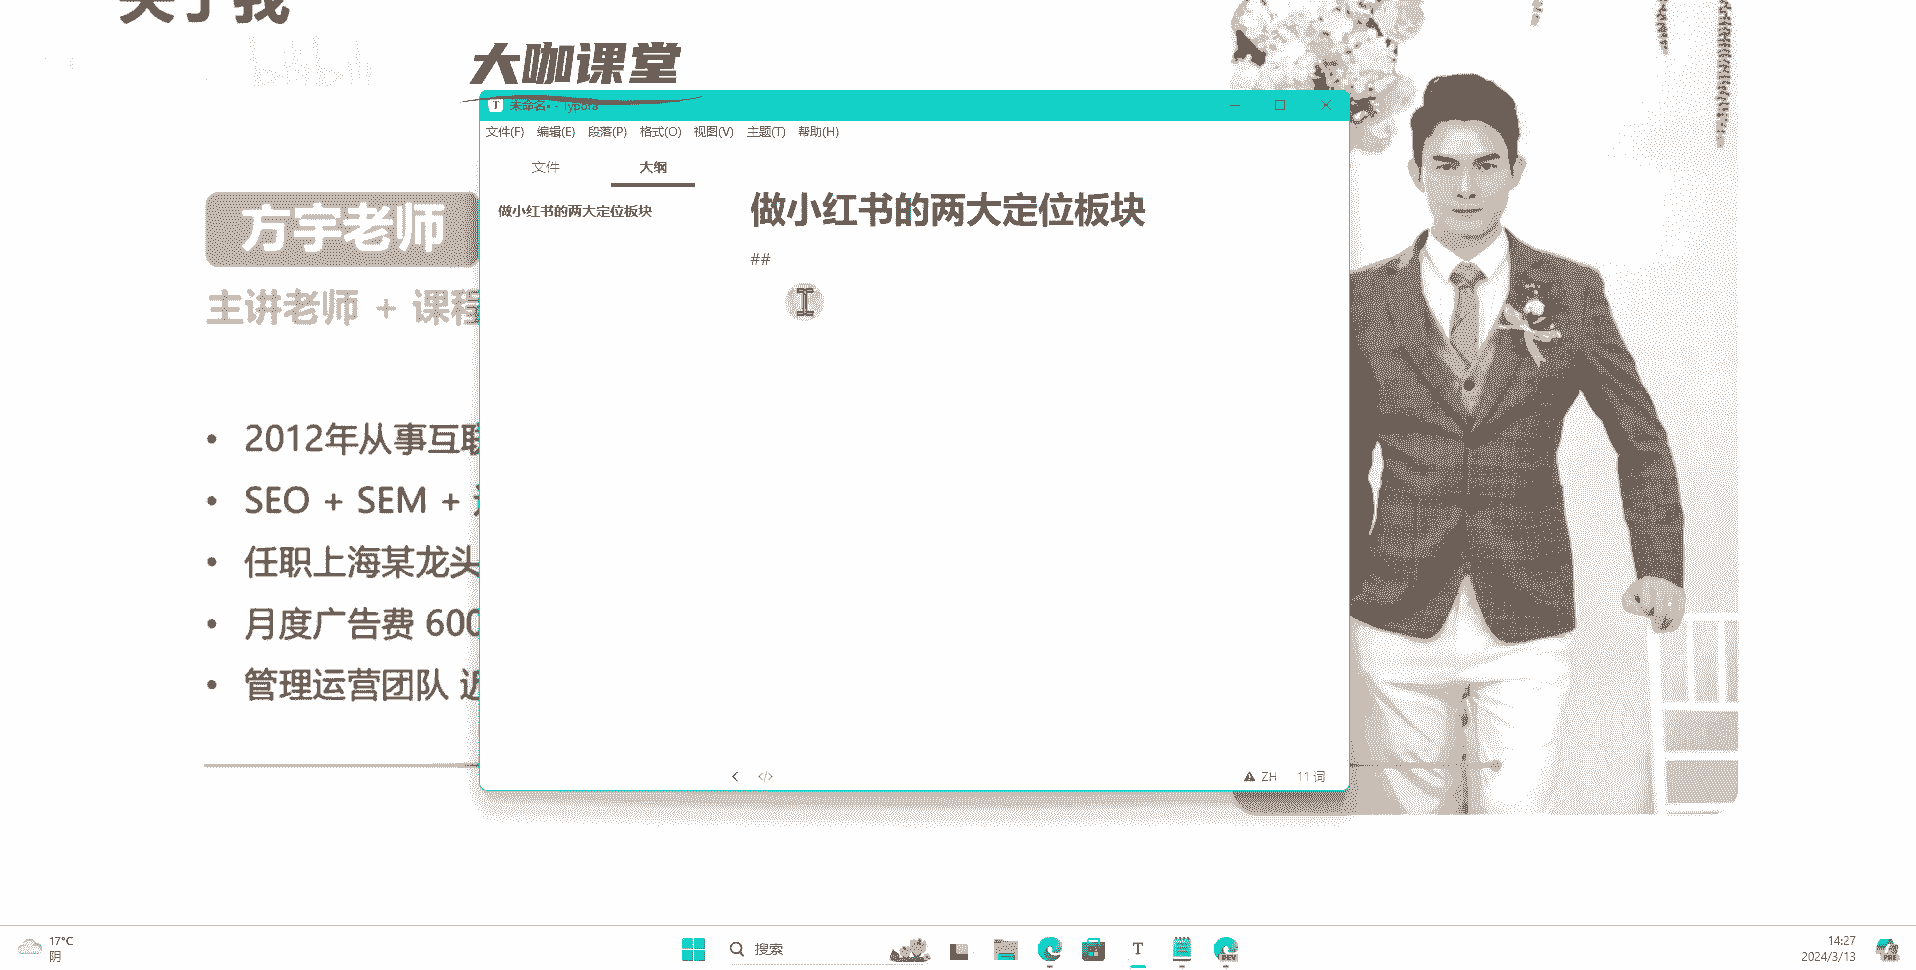 关于我
大咖课堂
未命名• - Typora
文件(F) 编辑(E) 段落(P) 格式(O) 视图(V) 主题(T) 帮助(H)
文件 大纲
做小红书的两大定位板块
做小红书的两大定位板块
##
方宇老师
主讲老师 + 课程
• 2012年从事互联
• SEO + SEM +
• 任职上海某龙头
• 月度广告费 600
• 管理运营团队 近
</> ZH 11 词
17°C
阴
搜索
T
DEV
14:27
2024/3/13
PRE